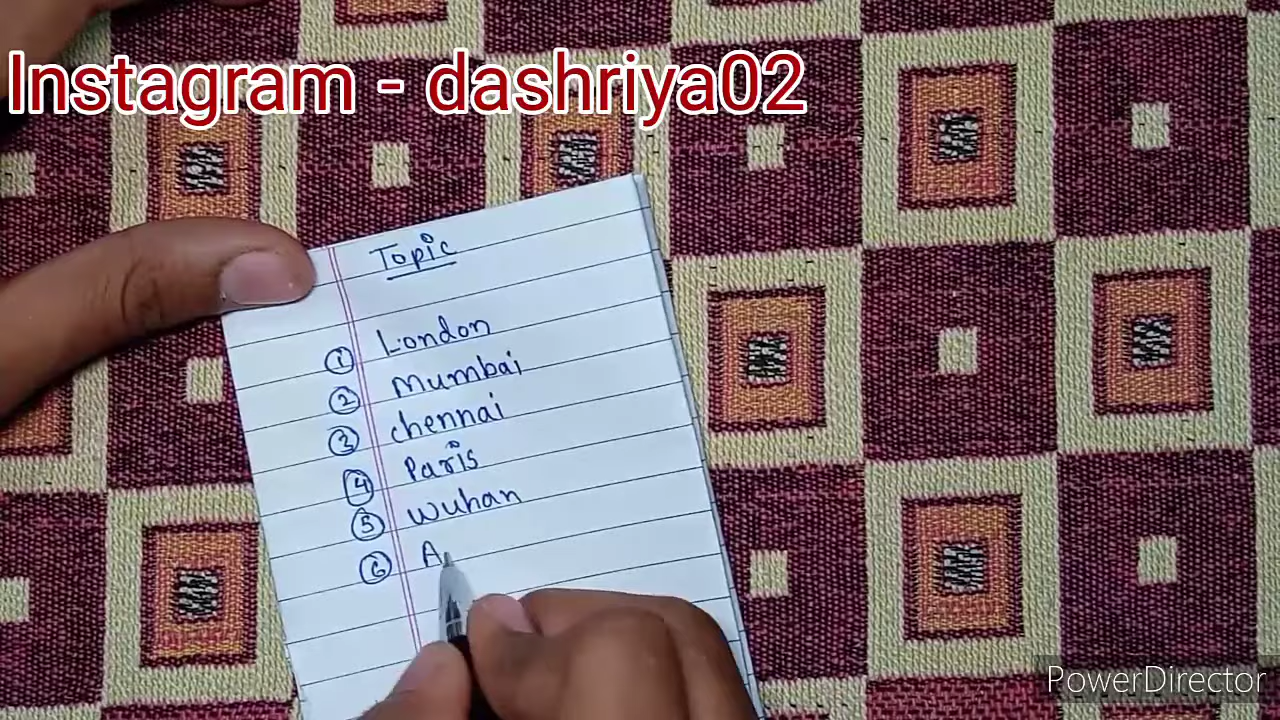 Instagram - dashriya02
Topic
① London
② Mumbai
③ chennai
④ Paris
⑤ Wuhan
⑥ A
PowerDirector